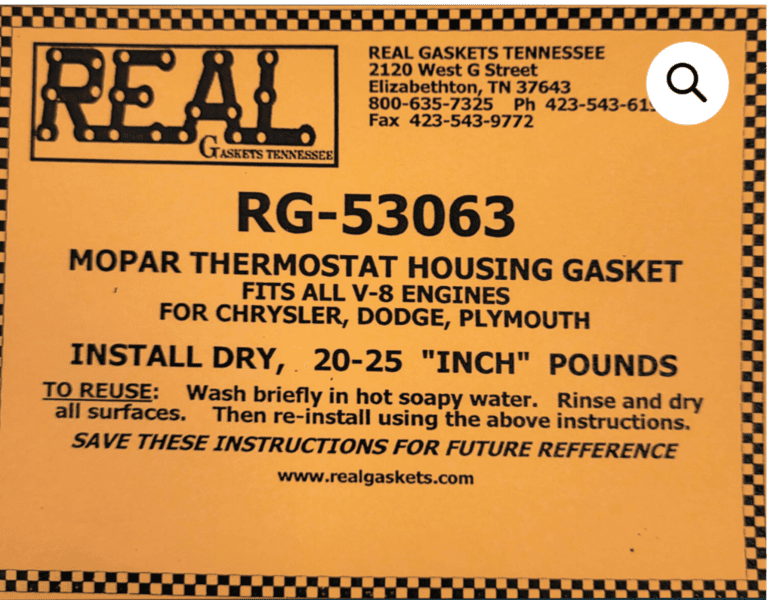 REAL
GASKETS TENNESSEE
REAL GASKETS TENNESSEE
2120 West G Street
Elizabethton, TN 37643
800-635-7325 Ph
Fax 423-543-9772
RG-53063
MOPAR THERMOSTAT HOUSING GASKET
FITS ALL V-8 ENGINES
FOR CHRYSLER, DODGE, PLYMOUTH
INSTALL DRY, 20-25 "INCH" POUNDS
TO REUSE: Wash briefly in hot soapy water. Rinse and dry
all surfaces. Then re-install using the above instructions.
SAVE THESE INSTRUCTIONS FOR FUTURE REFFERENCE
www.realgaskets.com